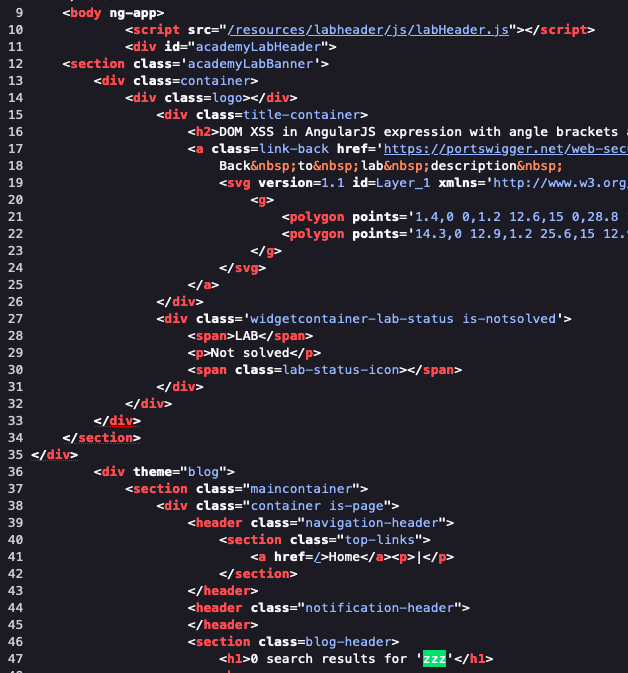 9 <body ng-app>
10 <script src="/resources/labheader/js/labHeader.js"></script>
11 <div id="academyLabHeader">
12 <section class='academyLabBanner'>
13 <div class=container>
14 <div class=logo></div>
15 <div class=title-container>
16 <h2>DOM XSS in AngularJS expression with angle brackets
17 <a class=link-back href='https://portswigger.net/web-sec
18 Back&nbsp;to&nbsp;lab&nbsp;description&nbsp;
19 <svg version=1.1 id=Layer_1 xmlns='http://www.w3.org
20 <g>
21 <polygon points='1.4,0 0,1.2 12.6,15 0,28.8
22 <polygon points='14.3,0 12.9,1.2 25.6,15 12.
23 </g>
24 </svg>
25 </a>
26 </div>
27 <div class='widgetcontainer-lab-status is-notsolved'>
28 <span>LAB</span>
29 <p>Not solved</p>
30 <span class=lab-status-icon></span>
31 </div>
32 </div>
33 </div>
34 </section>
35 </div>
36 <div theme="blog">
37 <section class="maincontainer">
38 <div class="container is-page">
39 <header class="navigation-header">
40 <section class="top-links">
41 <a href=/>Home</a><p>|</p>
42 </section>
43 </header>
44 <header class="notification-header">
45 </header>
46 <section class=blog-header>
47 <h1>0 search results for 'zzz'</h1>